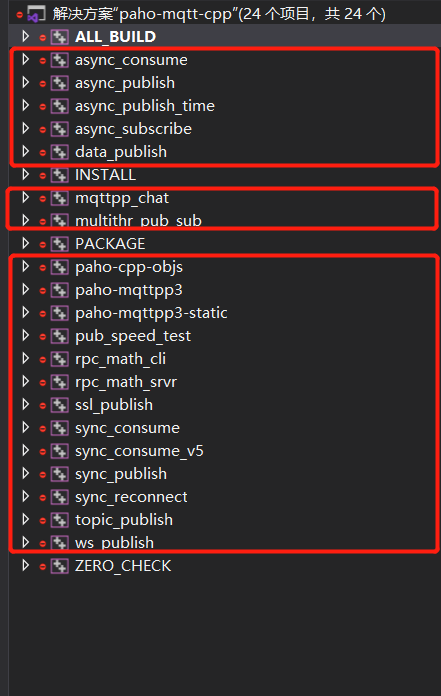 解决方案"paho-mqtt-cpp"(24 个项目，共 24 个)
ALL_BUILD
async_consume
async_publish
async_publish_time
async_subscribe
data_publish
INSTALL
mqttpp_chat
multithr_pub_sub
PACKAGE
paho-cpp-objs
paho-mqttpp3
paho-mqttpp3-static
pub_speed_test
rpc_math_cli
rpc_math_srvr
ssl_publish
sync_consume
sync_consume_v5
sync_publish
sync_reconnect
topic_publish
ws_publish
ZERO_CHECK